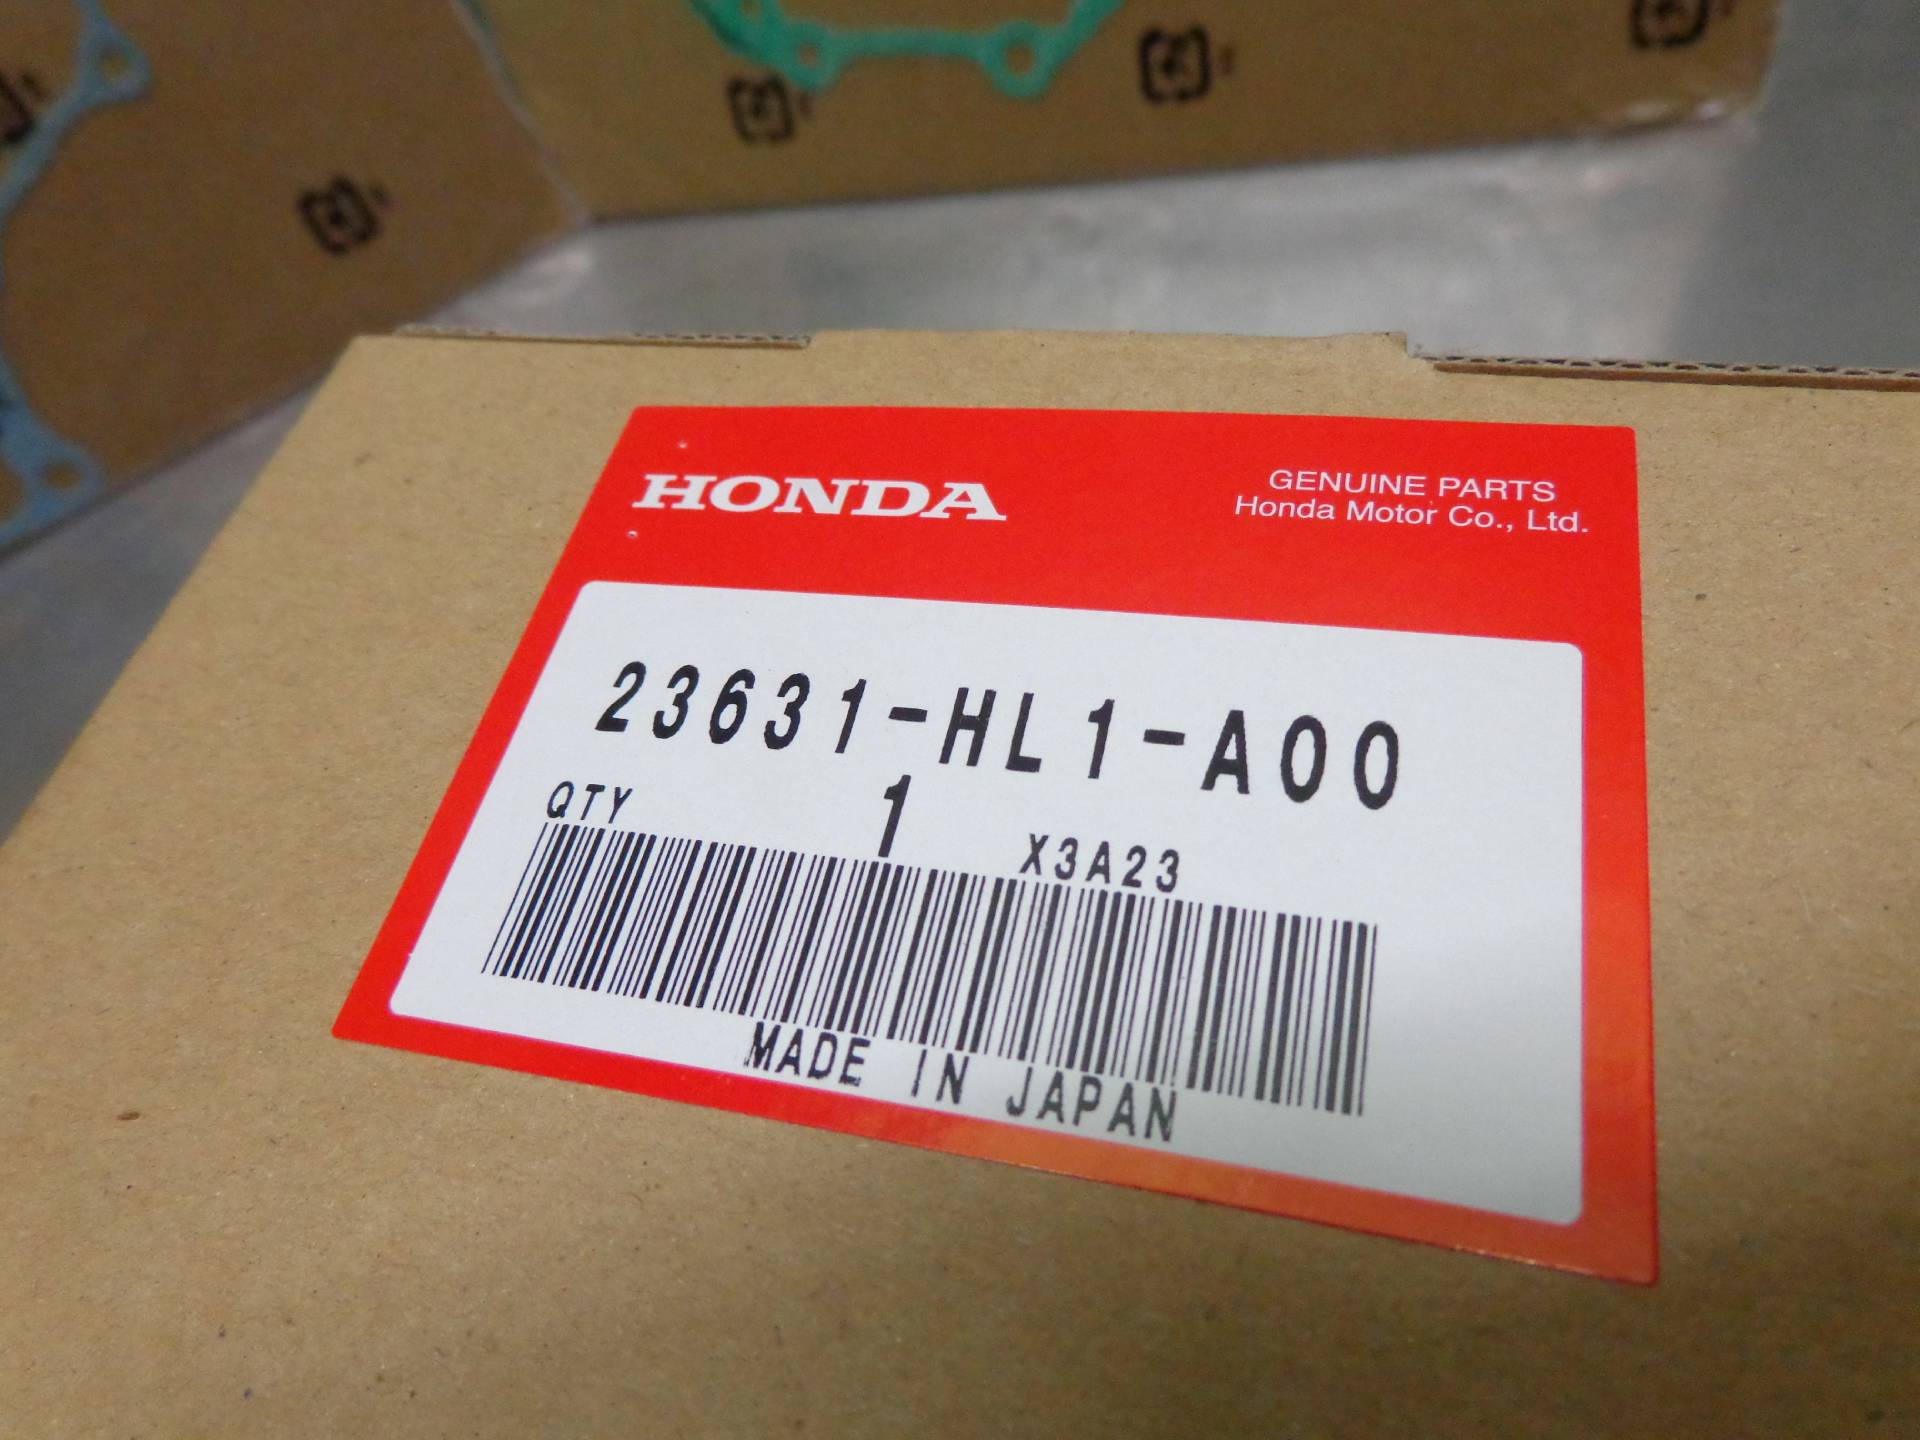 HONDA
GENUINE PARTS
Honda Motor Co., Ltd.
23631-HL1-A00
QTY 1 X3A23
MADE IN JAPAN